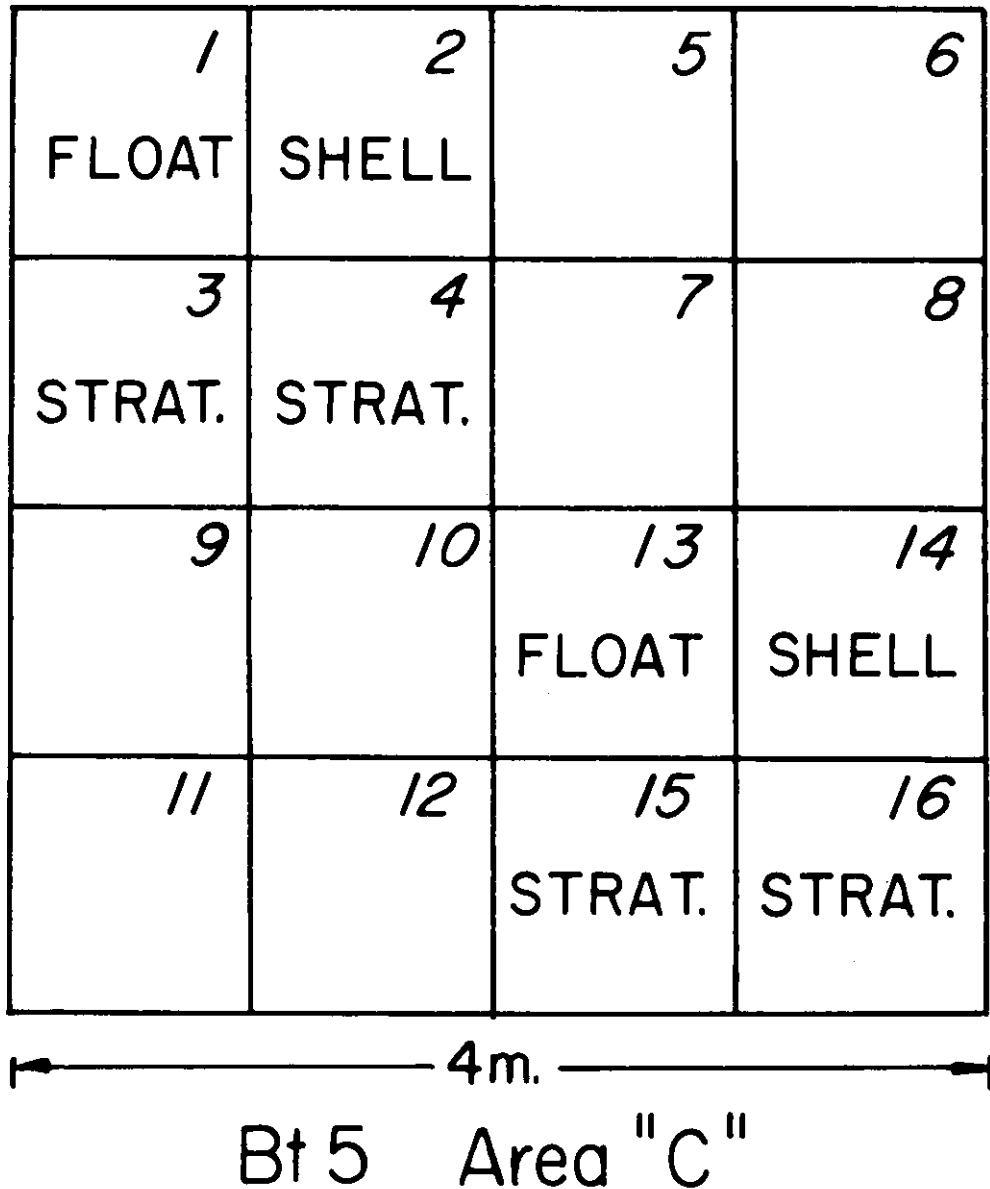 1 2 5 6
FLOAT SHELL
3 4 7 8
STRAT. STRAT.
9 10 13 14
FLOAT SHELL
11 12 15 16
STRAT. STRAT.
4m.
Bt 5 Area "C"